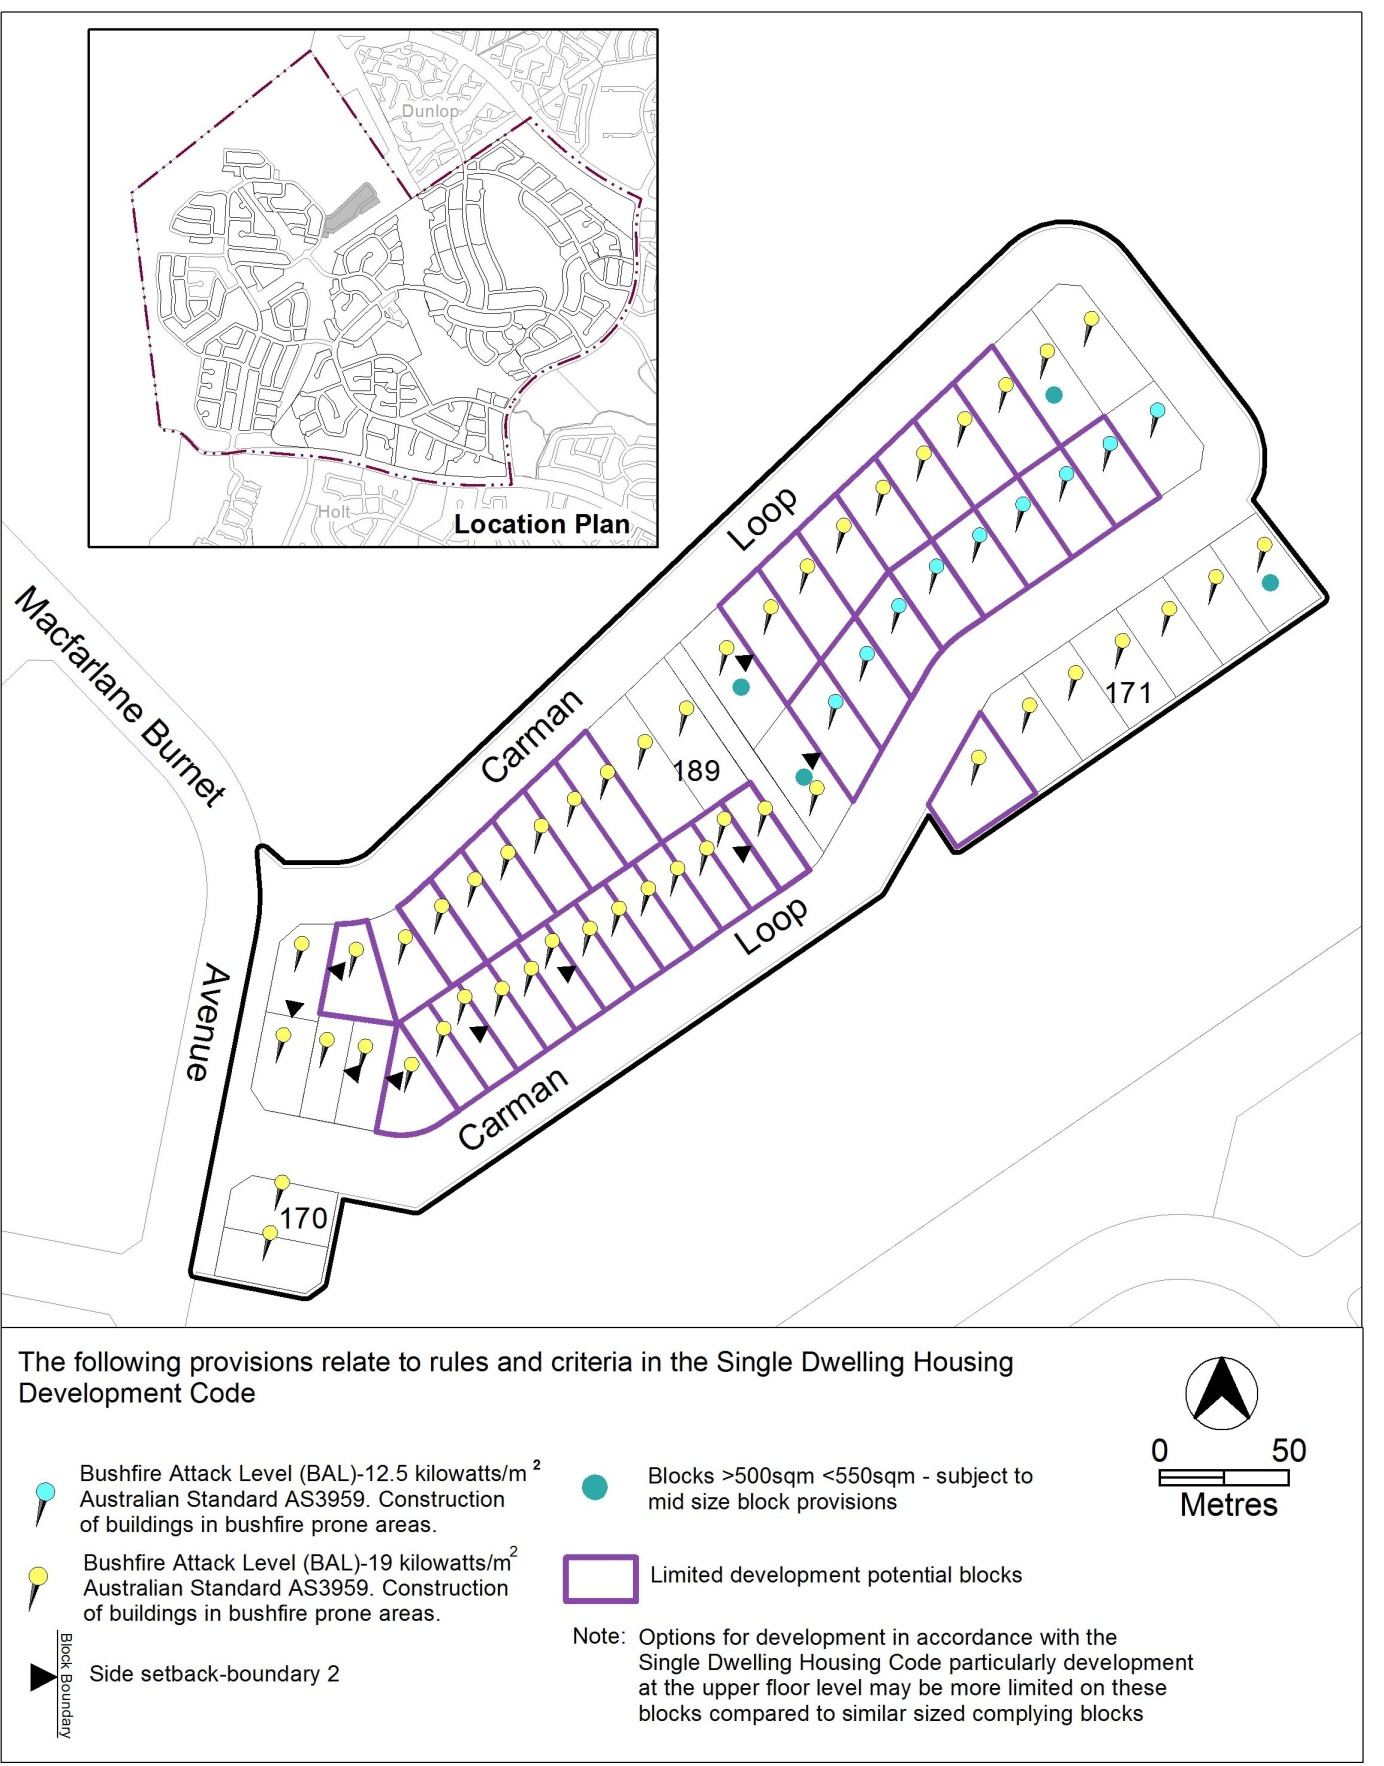 Dunlop
Holt
Location Plan
Macfarlane Burnet
Avenue
Loop
Carman
189
171
Loop
Carman
170
The following provisions relate to rules and criteria in the Single Dwelling Housing
Development Code
Bushfire Attack Level (BAL)-12.5 kilowatts/m 2
Australian Standard AS3959. Construction
of buildings in bushfire prone areas.
Bushfire Attack Level (BAL)-19 kilowatts/m2
Australian Standard AS3959. Construction
of buildings in bushfire prone areas.
Block Boundary
Side setback-boundary 2
Blocks >500sqm <550sqm - subject to
mid size block provisions
Limited development potential blocks
Note: Options for development in accordance with the
Single Dwelling Housing Code particularly development
at the upper floor level may be more limited on these
blocks compared to similar sized complying blocks
0 50
Metres